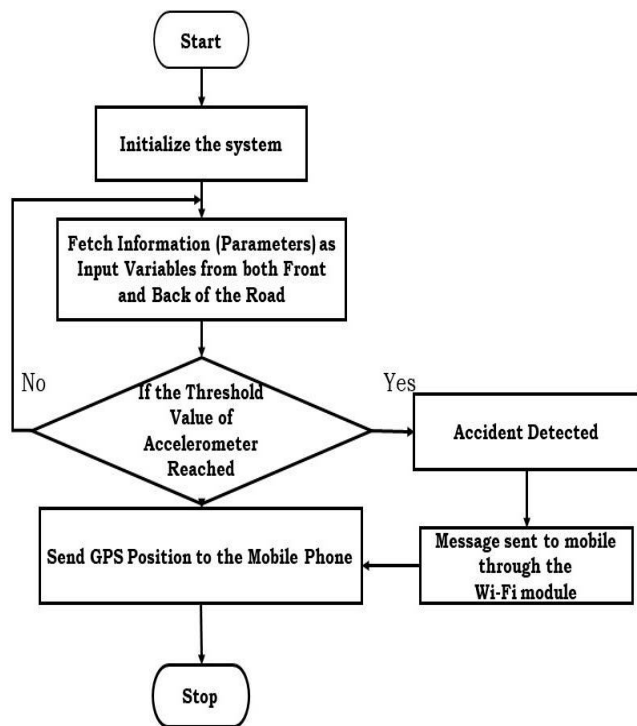 Start
Initialize the system
Fetch Information (Parameters) as
Input Variables from both Front
and Back of the Road
No
Yes
If the Threshold
Value of
Accelerometer
Reached
Accident Detected
Send GPS Position to the Mobile Phone
Message sent to mobile
through the
Wi-Fi module
Stop